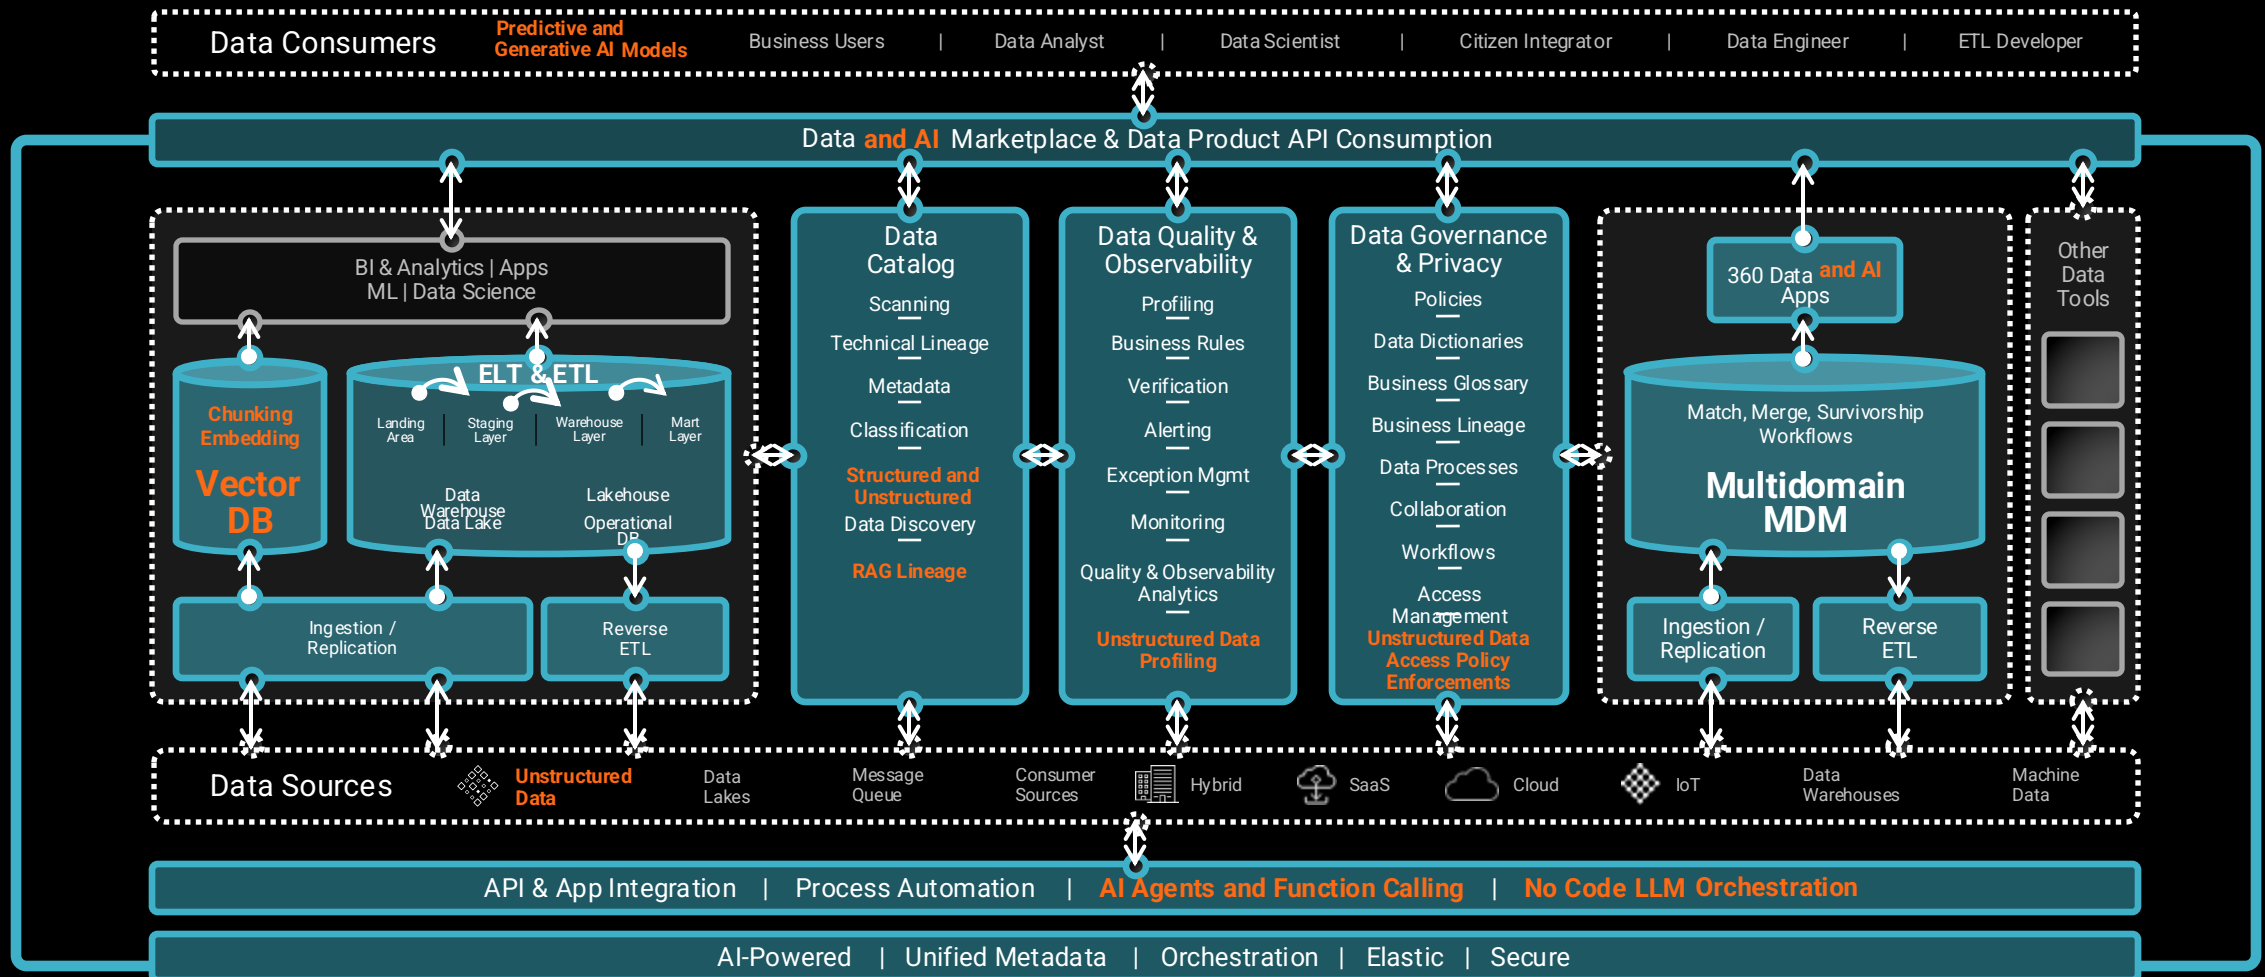 Data Consumers
Predictive and
Generative AI Models
Business Users | Data Analyst | Data Scientist | Citizen Integrator | Data Engineer | ETL Developer
Data and AI Marketplace & Data Product API Consumption
BI & Analytics | Apps
ML | Data Science
Chunking
Embedding
Vector
DB
ELT & ETL
Landing
Area
Staging
Layer
Warehouse
Layer
Mart
Layer
Data
Warehouse
Data Lake
Lakehouse
Operational
DB
Ingestion /
Replication
Reverse
ETL
Data
Catalog
Scanning
Technical Lineage
Metadata
Classification
Structured and
Unstructured
Data Discovery
RAG Lineage
Data Quality &
Observability
Profiling
Business Rules
Verification
Alerting
Exception Mgmt
Monitoring
Quality & Observability
Analytics
Unstructured Data
Profiling
Data Governance
& Privacy
Policies
Data Dictionaries
Business Glossary
Business Lineage
Data Processes
Collaboration
Workflows
Access
Management
Unstructured Data
Access Policy
Enforcements
360 Data and AI
Apps
Match, Merge, Survivorship
Workflows
Multidomain
MDM
Ingestion /
Replication
Reverse
ETL
Other
Data
Tools
Data Sources
Unstructured
Data
Data
Lakes
Message
Queue
Consumer
Sources
Hybrid
SaaS
Cloud
IoT
Data
Warehouses
Machine
Data
API & App Integration | Process Automation | AI Agents and Function Calling | No Code LLM Orchestration
AI-Powered | Unified Metadata | Orchestration | Elastic | Secure